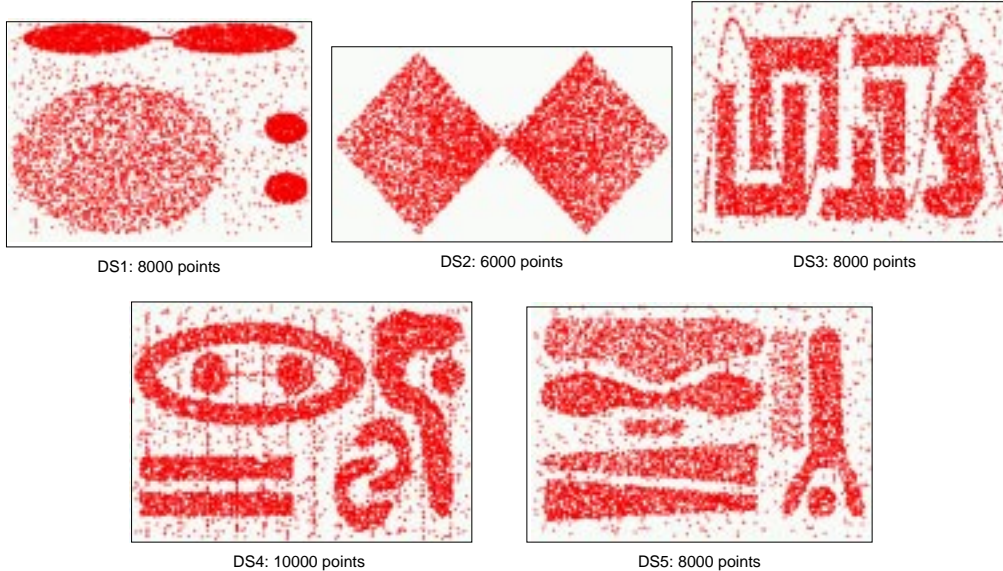 DS1: 8000 points
DS2: 6000 points
DS3: 8000 points
DS4: 10000 points
DS5: 8000 points